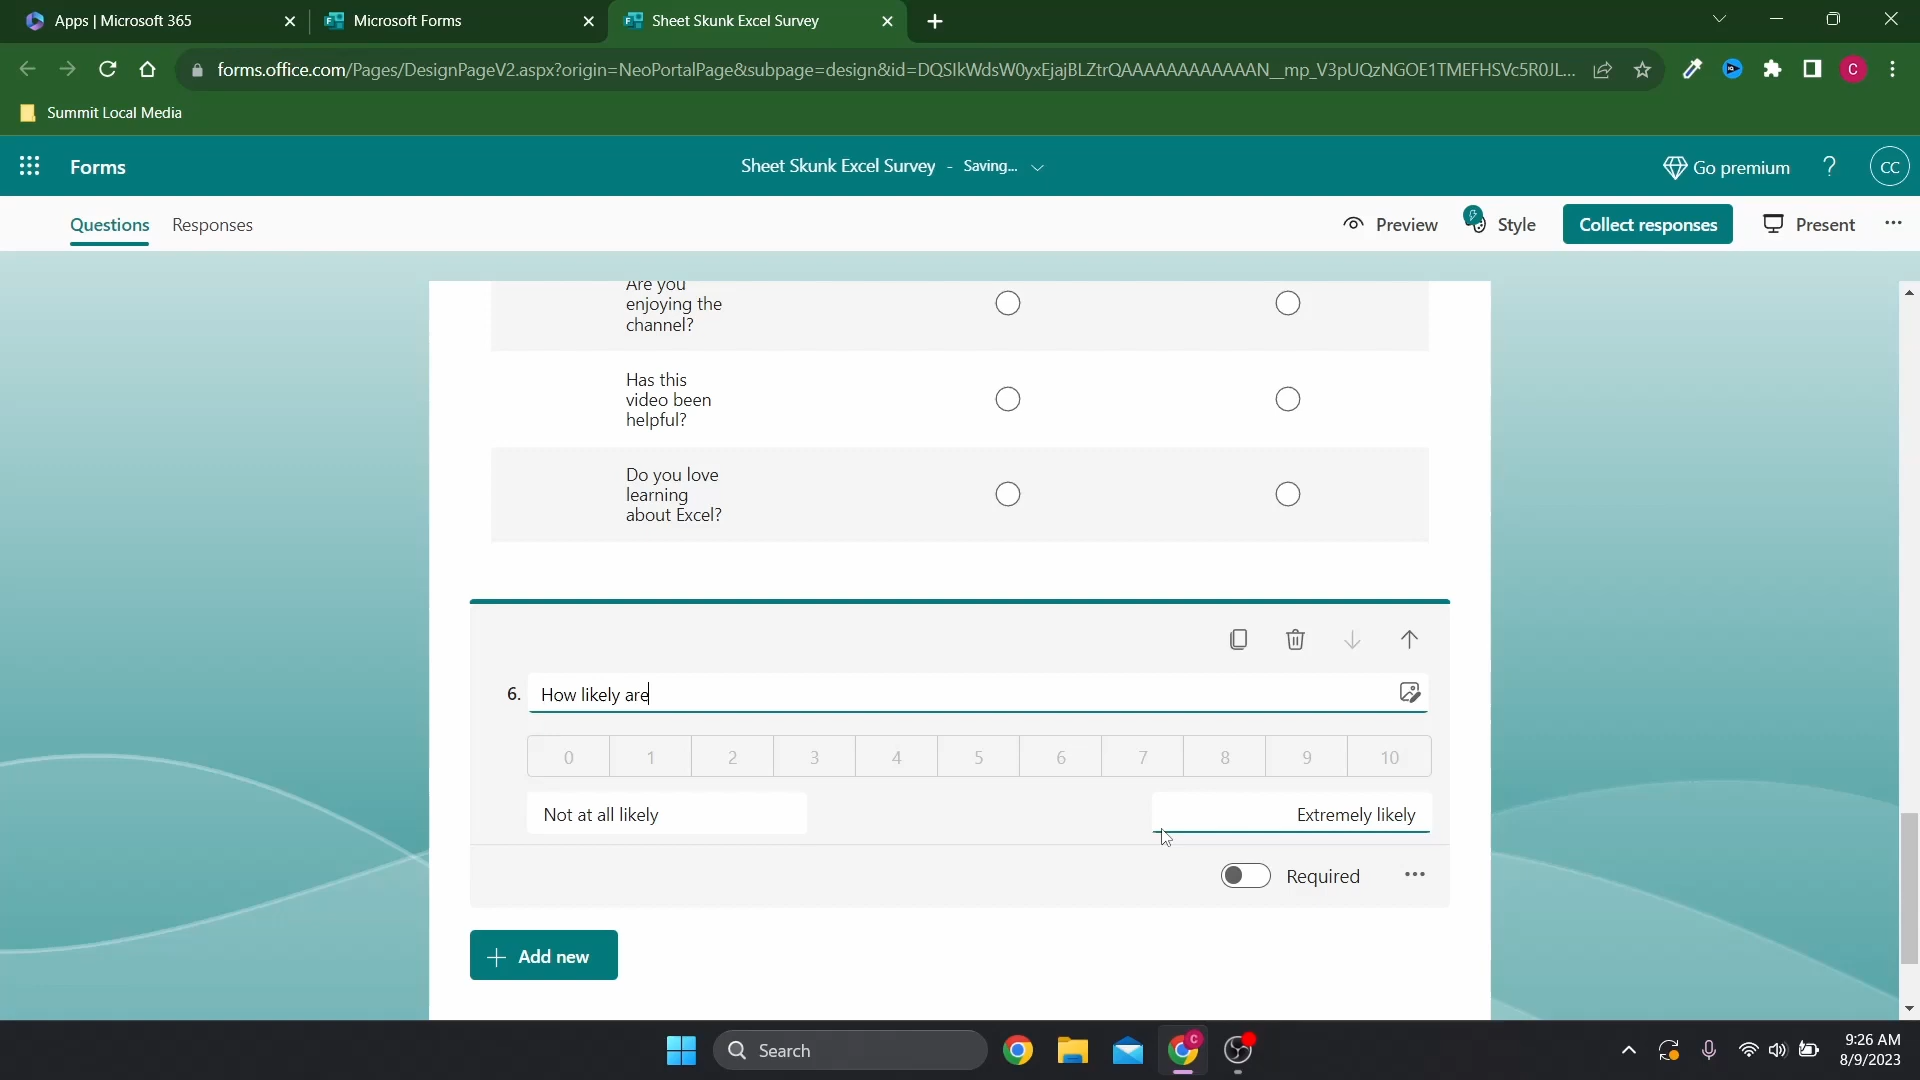 Apps | Microsoft 365
Microsoft Forms
Sheet Skunk Excel Survey
forms.office.com/Pages/DesignPageV2.aspx?origin=NeoPortalPage&subpage=design&id=DQSIkWdsW0yxEjajBLZtrQAAAAAAAAAAAAN__mp_V3pUQzNGOE1TMEFHSVc5R0JL...
C
Summit Local Media
Forms
Sheet Skunk Excel Survey - Saving...
Go premium
?
CC
Questions
Responses
Preview
Style
Collect responses
Present
Are you
enjoying the
channel?
Has this
video been
helpful?
Do you love
learning
about Excel?
6. How likely are
0 1 2 3 4 5 6 7 8 9 10
Not at all likely
Extremely likely
Required
Add new
Search
C
9:26 AM
8/9/2023